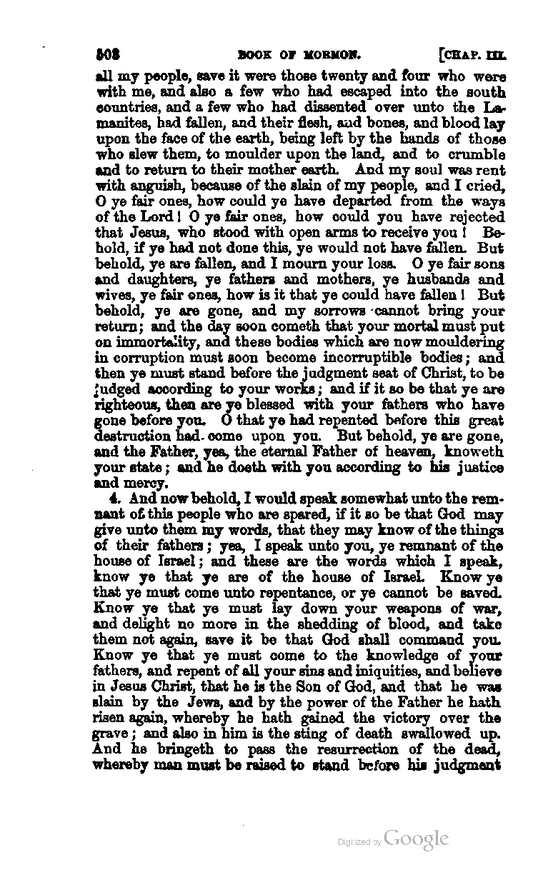 508 BOOK OF MORMON. [CHAP. III.
all my people, save it were those twenty and four who were
with me, and also a few who had escaped into the south
countries, and a few who had dissented over unto the La-
manites, had fallen, and their flesh, and bones, and blood lay
upon the face of the earth, being left by the hands of those
who slew them, to moulder upon the land, and to crumble
and to return to their mother earth. And my soul was rent
with anguish, because of the slain of my people, and I cried,
O ye fair ones, how could ye have departed from the ways
of the Lord! O ye fair ones, how could you have rejected
that Jesus, who stood with open arms to receive you! Be-
hold, if ye had not done this, ye would not have fallen. But
behold, ye are fallen, and I mourn your loss. O ye fair sons
and daughters, ye fathers and mothers, ye husbands and
wives, ye fair ones, how is it that ye could have fallen! But
behold, ye are gone, and my sorrows cannot bring your
return; and the day soon cometh that your mortal must put
on immortality, and these bodies which are now mouldering
in corruption must soon become incorruptible bodies; and
then ye must stand before the judgment seat of Christ, to be
judged according to your works; and if it so be that ye are
righteous, then are ye blessed with your fathers who have
gone before you. O that ye had repented before this great
destruction had come upon you. But behold, ye are gone,
and the Father, yea, the eternal Father of heaven, knoweth
your state; and he doeth with you according to his justice
and mercy.
4. And now behold, I would speak somewhat unto the rem-
nant of this people who are spared, if it so be that God may
give unto them my words, that they may know of the things
of their fathers; yea, I speak unto you, ye remnant of the
house of Israel; and these are the words which I speak,
know ye that ye are of the house of Israel. Know ye
that ye must come unto repentance, or ye cannot be saved.
Know ye that ye must lay down your weapons of war,
and delight no more in the shedding of blood, and take
them not again, save it be that God shall command you.
Know ye that ye must come to the knowledge of your
fathers, and repent of all your sins and iniquities, and believe
in Jesus Christ, that he is the Son of God, and that he was
slain by the Jews, and by the power of the Father he hath
risen again, whereby he hath gained the victory over the
grave; and also in him is the sting of death swallowed up.
And he bringeth to pass the resurrection of the dead,
whereby man must be raised to stand before his judgment
Digitized by Google